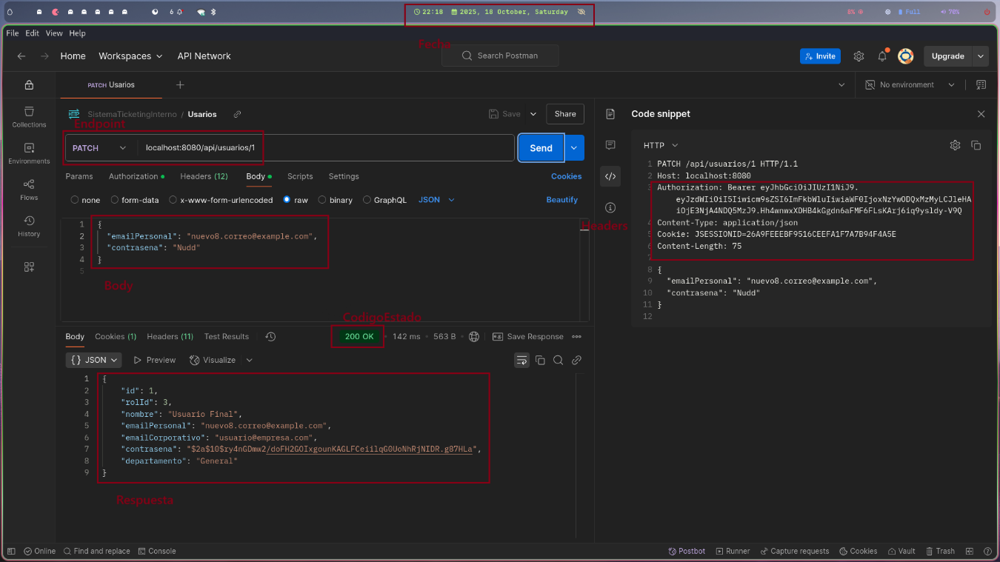 6
22:18 2025, 18 October, Saturday
8%
Full
70%
File Edit View Help
Fecha
Home Workspaces API Network
Search Postman
Invite
Upgrade
PATCH Usarios
No environment
SistemaTicketingInterno / Usarios
Save
Share
Code snippet
Collections
Environments
Flows
History
Endpoint
PATCH localhost:8080/api/usuarios/1
Send
Params Authorization Headers (12) Body Scripts Settings Cookies
none form-data x-www-form-urlencoded raw binary GraphQL JSON Beautify
1 {
2 "emailPersonal": "nuevo8.correo@example.com",
3 "contrasena": "Nudd"
4 }
5
Body
Headers
HTTP
1 PATCH /api/usuarios/1 HTTP/1.1
2 Host: localhost:8080
3 Authorization: Bearer eyJhbGciOiJIUzI1NiJ9.
eyJzdWIiOiI5Iiwicm9sZSI6ImFkbWluIiwiaWF0IjoxNzYwODQxMzMyLCJleHA
iOjE3NjA4NDQ5MzJ9.Hh4wnwxXDHB4kGgdn6aFMF6FLsKArj6iq9ysldy-V9Q
4 Content-Type: application/json
5 Cookie: JSESSIONID=26A9FEEEBF9516CEEFA1F7A7B94F4A5E
6 Content-Length: 75
7
8 {
9 "emailPersonal": "nuevo8.correo@example.com",
10 "contrasena": "Nudd"
11 }
12
CodigoEstado
Body Cookies (1) Headers (11) Test Results
200 OK 142 ms 563 B Save Response
{} JSON Preview Visualize
1 {
2 "id": 1,
3 "rolId": 3,
4 "nombre": "Usuario Final",
5 "emailPersonal": "nuevo8.correo@example.com",
6 "emailCorporativo": "usuario@empresa.com",
7 "contrasena": "$2a$10$ry4nGDmw2/doFH2GOIxgounKAGLFCeiilqG0UoNhRjNIDR.g87HLa",
8 "departamento": "General"
9 }
Respuesta
Online Find and replace Console
Postbot Runner Capture requests Cookies Vault Trash